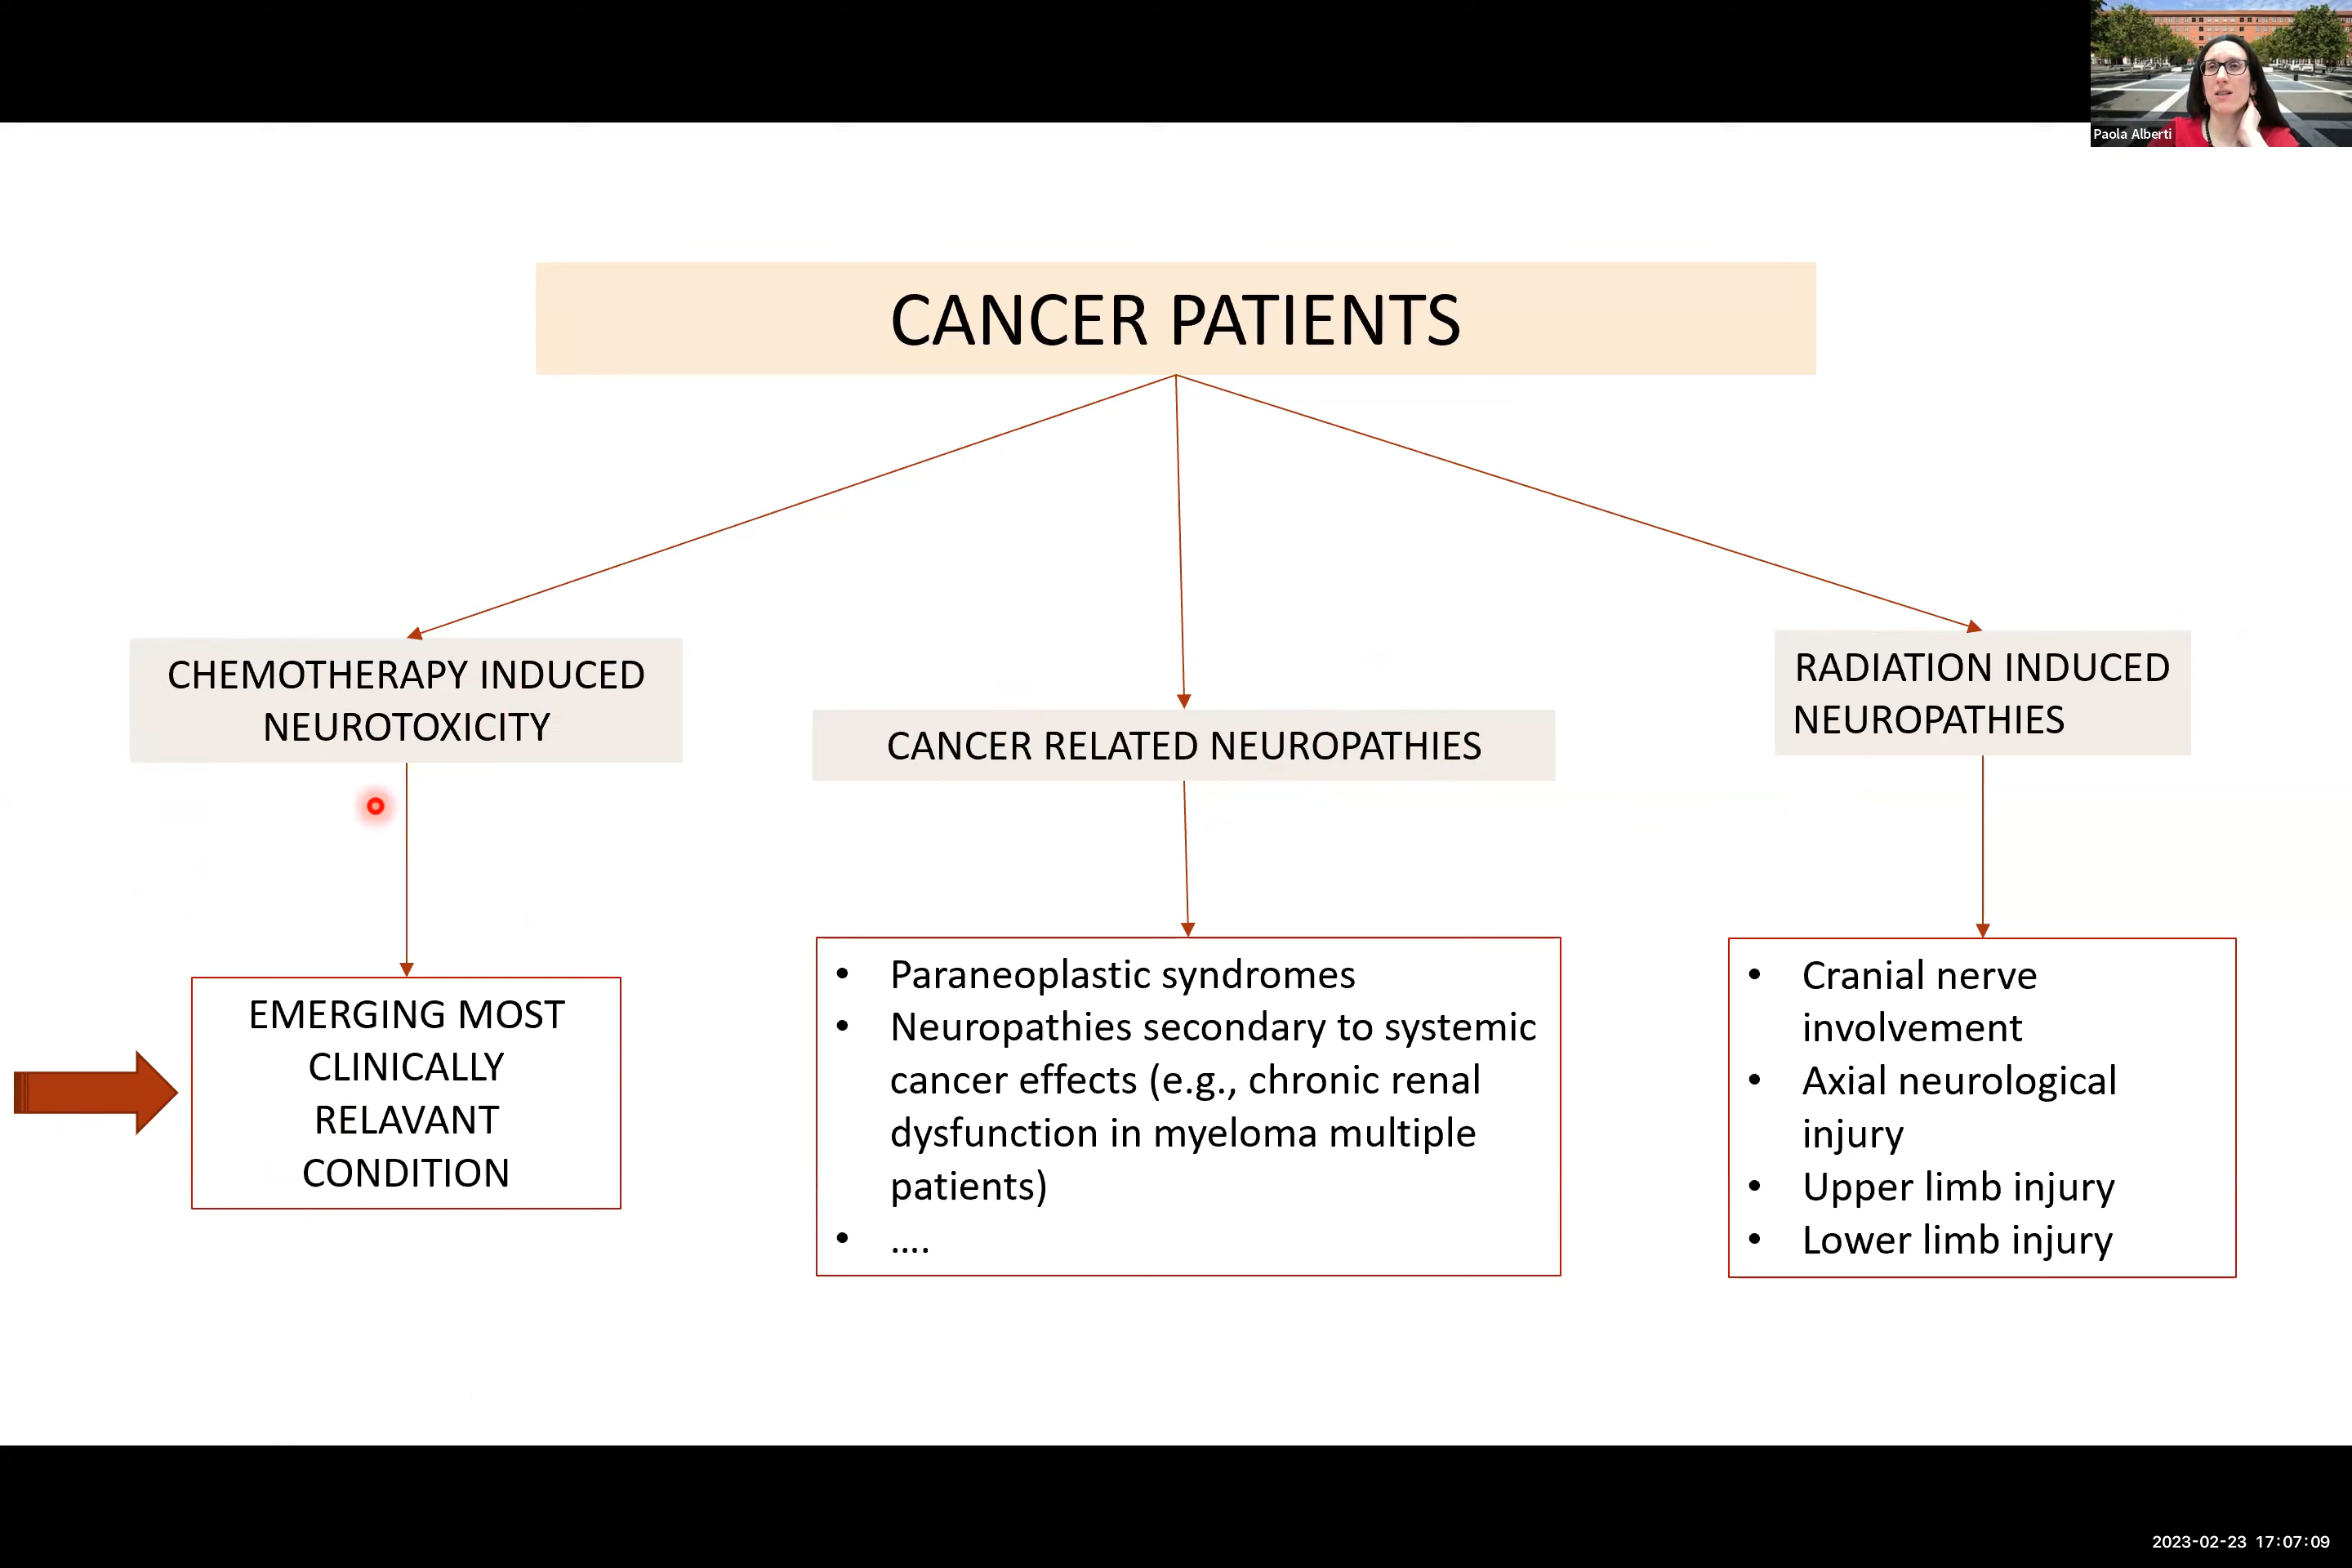 Paola Alberti
CANCER PATIENTS
CHEMOTHERAPY INDUCED
NEUROTOXICITY
CANCER RELATED NEUROPATHIES
RADIATION INDUCED
NEUROPATHIES
EMERGING MOST
CLINICALLY
RELAVANT
CONDITION
• Paraneoplastic syndromes
• Neuropathies secondary to systemic
cancer effects (e.g., chronic renal
dysfunction in myeloma multiple
patients)
• ....
• Cranial nerve
involvement
• Axial neurological
injury
• Upper limb injury
• Lower limb injury
2023-02-23 17:07:09